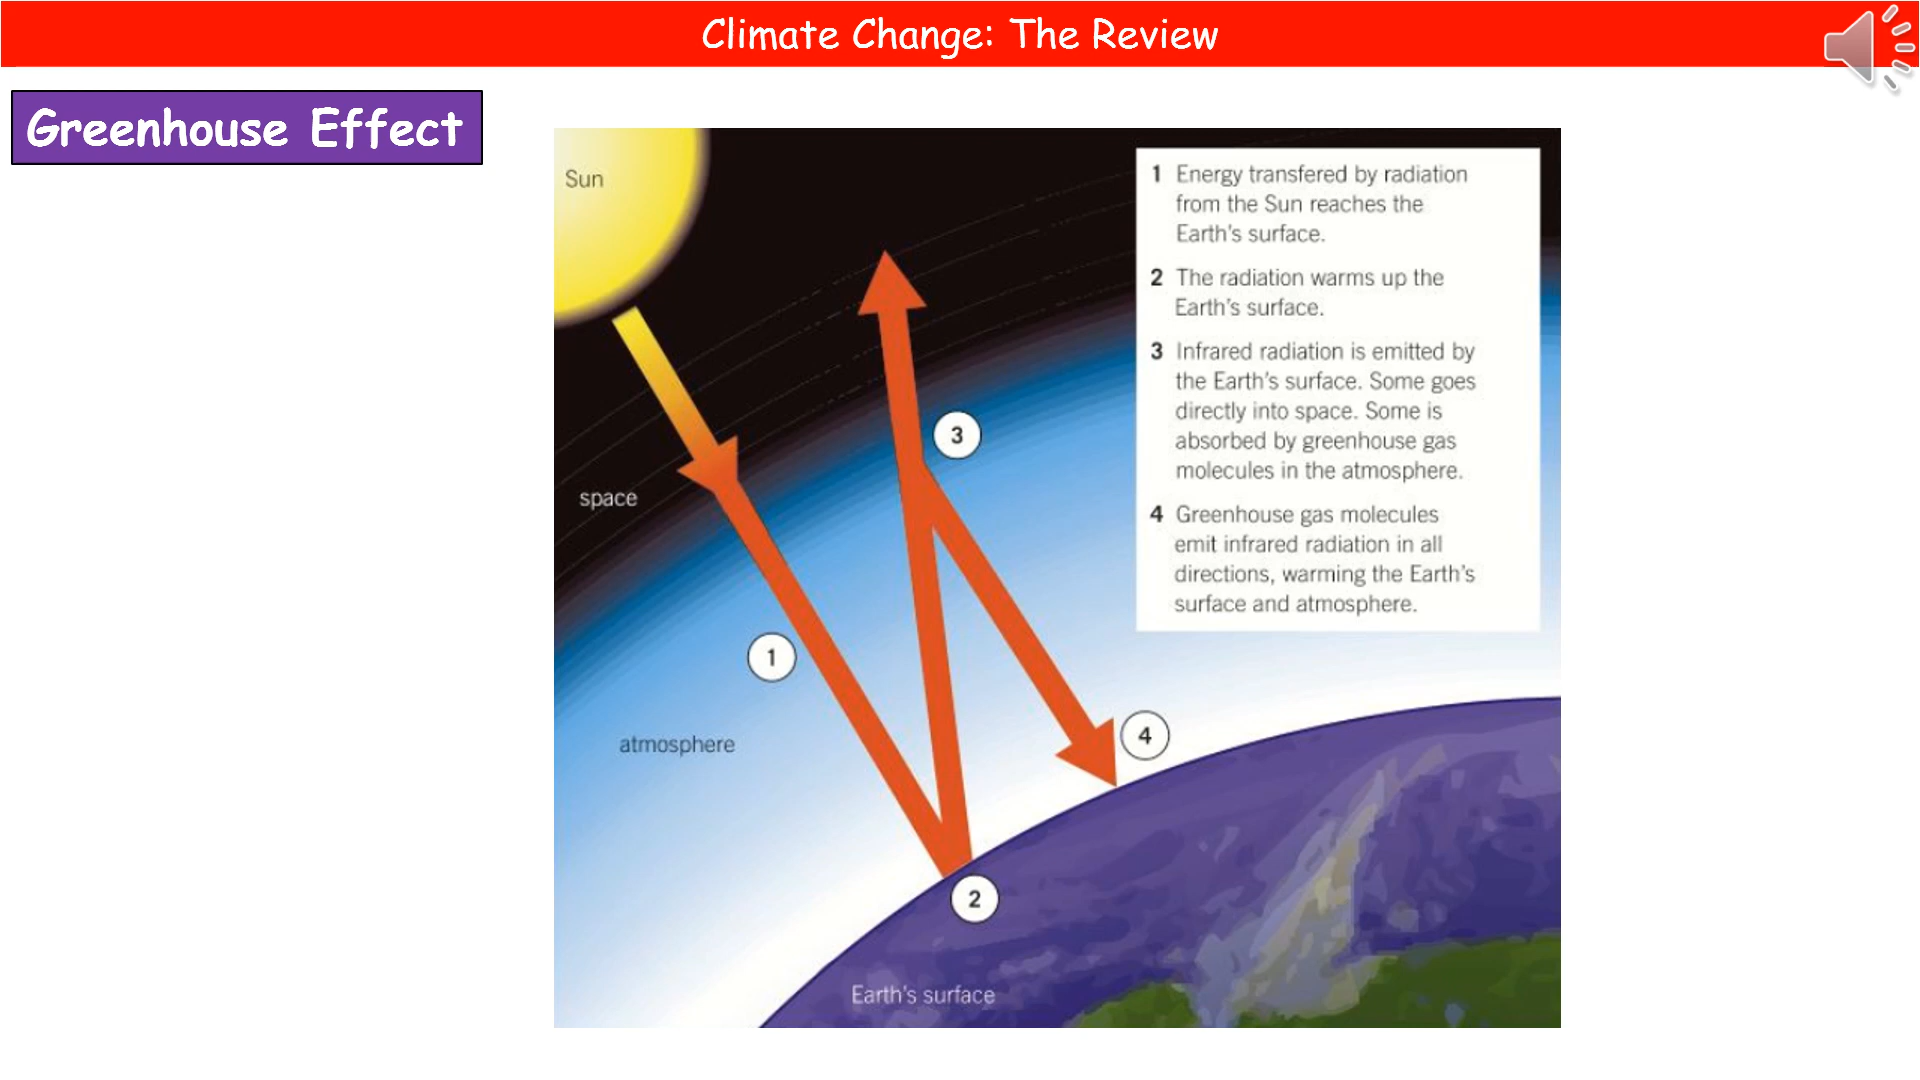 Climate Change: The Review
Greenhouse Effect
Sun
1 Energy transfered by radiation
from the Sun reaches the
Earth's surface.
2 The radiation warms up the
Earth's surface.
3 Infrared radiation is emitted by
the Earth's surface. Some goes
directly into space. Some is
absorbed by greenhouse gas
molecules in the atmosphere.
4 Greenhouse gas molecules
emit infrared radiation in all
directions, warming the Earth's
surface and atmosphere.
3
space
1
4
atmosphere
2
Earth's surface